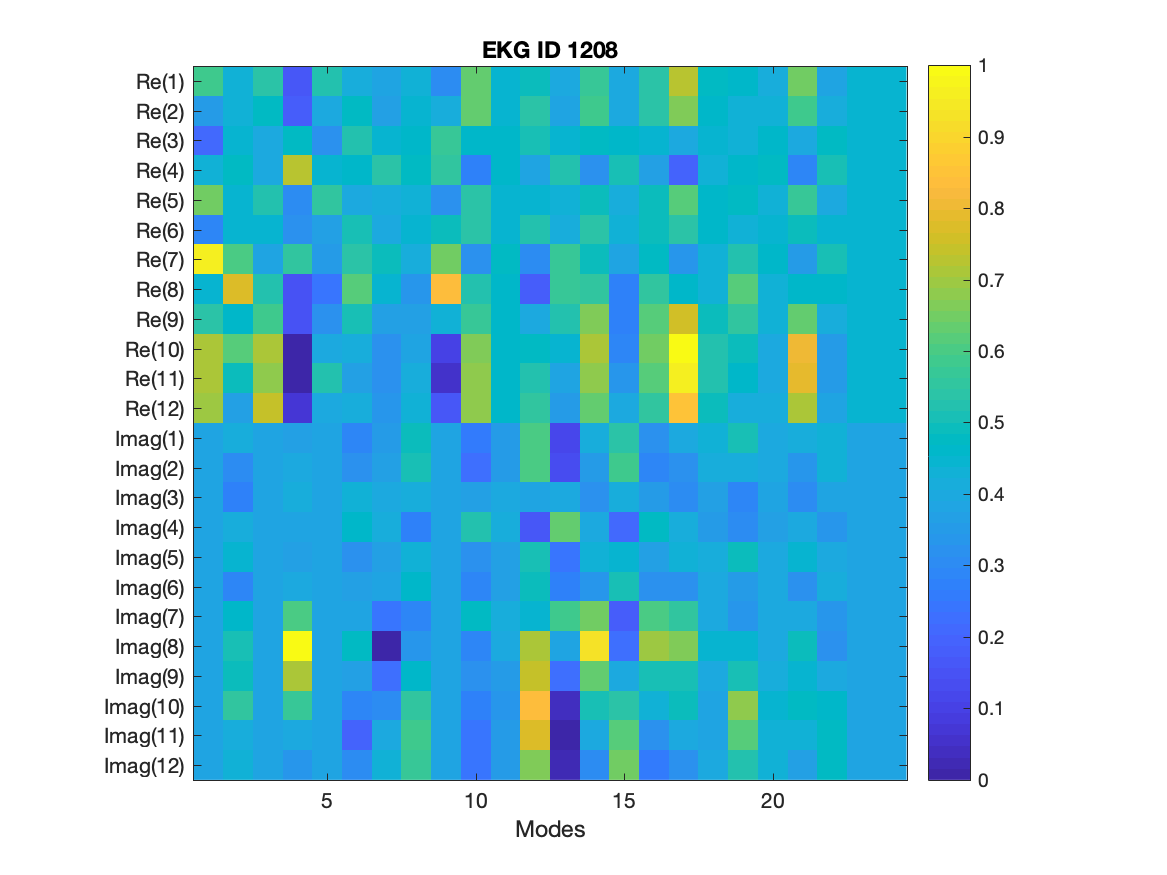 EKG ID 1208
Re(1)
Re(2)
Re(3)
Re(4)
Re(5)
Re(6)
Re(7)
Re(8)
Re(9)
Re(10)
Re(11)
Re(12)
Imag(1)
Imag(2)
Imag(3)
Imag(4)
Imag(5)
Imag(6)
Imag(7)
Imag(8)
Imag(9)
Imag(10)
Imag(11)
Imag(12)
5 10 15 20
Modes
1
0.9
0.8
0.7
0.6
0.5
0.4
0.3
0.2
0.1
0